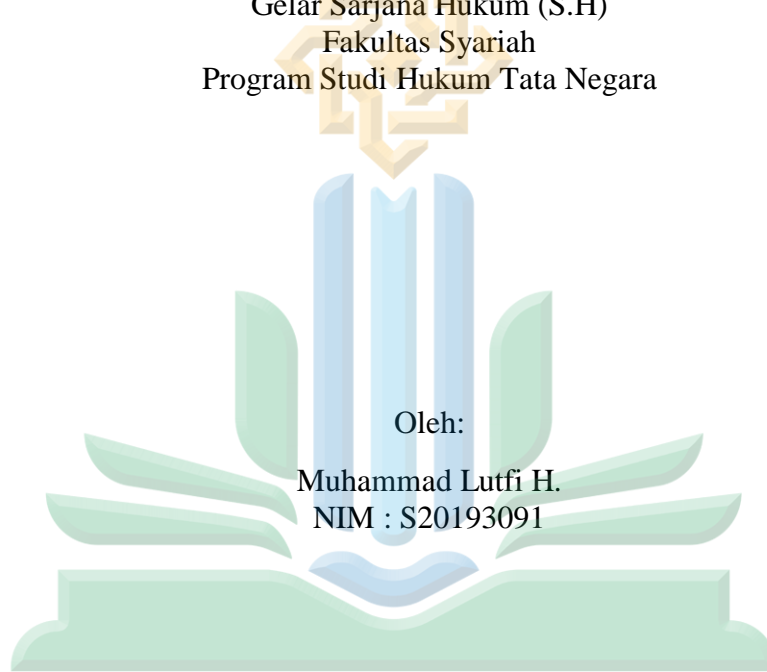 Gelar Sarjana Hukum (S.H)
Fakultas Syariah
Program Studi Hukum Tata Negara
Oleh:
Muhammad Lutfi H.
NIM : S20193091